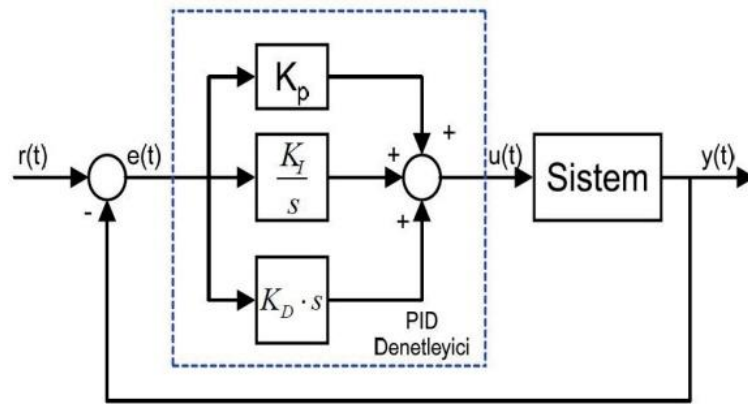 r(t)
-
e(t)
K_p
K_I
s
K_D · s
+
+
+
PID
Denetleyici
u(t)
Sistem
y(t)